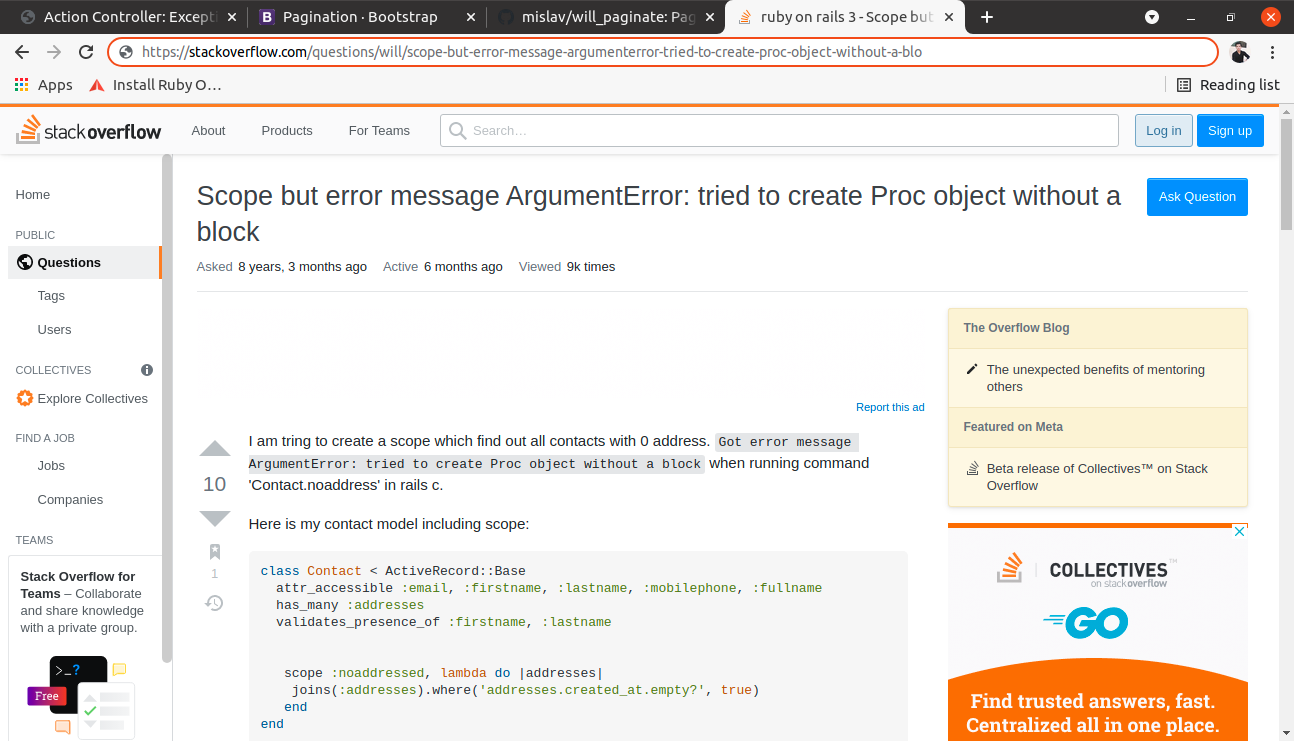 Action Controller: Excepti
Pagination · Bootstrap
mislav/will_paginate: Pag
ruby on rails 3 - Scope but
https://stackoverflow.com/questions/will/scope-but-error-message-argumenterror-tried-to-create-proc-object-without-a-blo
Apps
Install Ruby O…
Reading list
stackoverflow
About
Products
For Teams
Search…
Log in
Sign up
Home
PUBLIC
Questions
Tags
Users
COLLECTIVES
Explore Collectives
FIND A JOB
Jobs
Companies
TEAMS
Stack Overflow for
Teams – Collaborate
and share knowledge
with a private group.
>_?
Free
Scope but error message ArgumentError: tried to create Proc object without a
block
Ask Question
Asked 8 years, 3 months ago Active 6 months ago Viewed 9k times
Report this ad
10
1
I am tring to create a scope which find out all contacts with 0 address. Got error message
ArgumentError: tried to create Proc object without a block when running command
'Contact.noaddress' in rails c.
Here is my contact model including scope:
class Contact < ActiveRecord::Base
attr_accessible :email, :firstname, :lastname, :mobilephone, :fullname
has_many :addresses
validates_presence_of :firstname, :lastname
scope :noaddressed, lambda do |addresses|
joins(:addresses).where('addresses.created_at.empty?', true)
end
end
The Overflow Blog
The unexpected benefits of mentoring
others
Featured on Meta
Beta release of Collectives™ on Stack
Overflow
COLLECTIVES™
on stackoverflow
GO
Find trusted answers, fast.
Centralized all in one place.